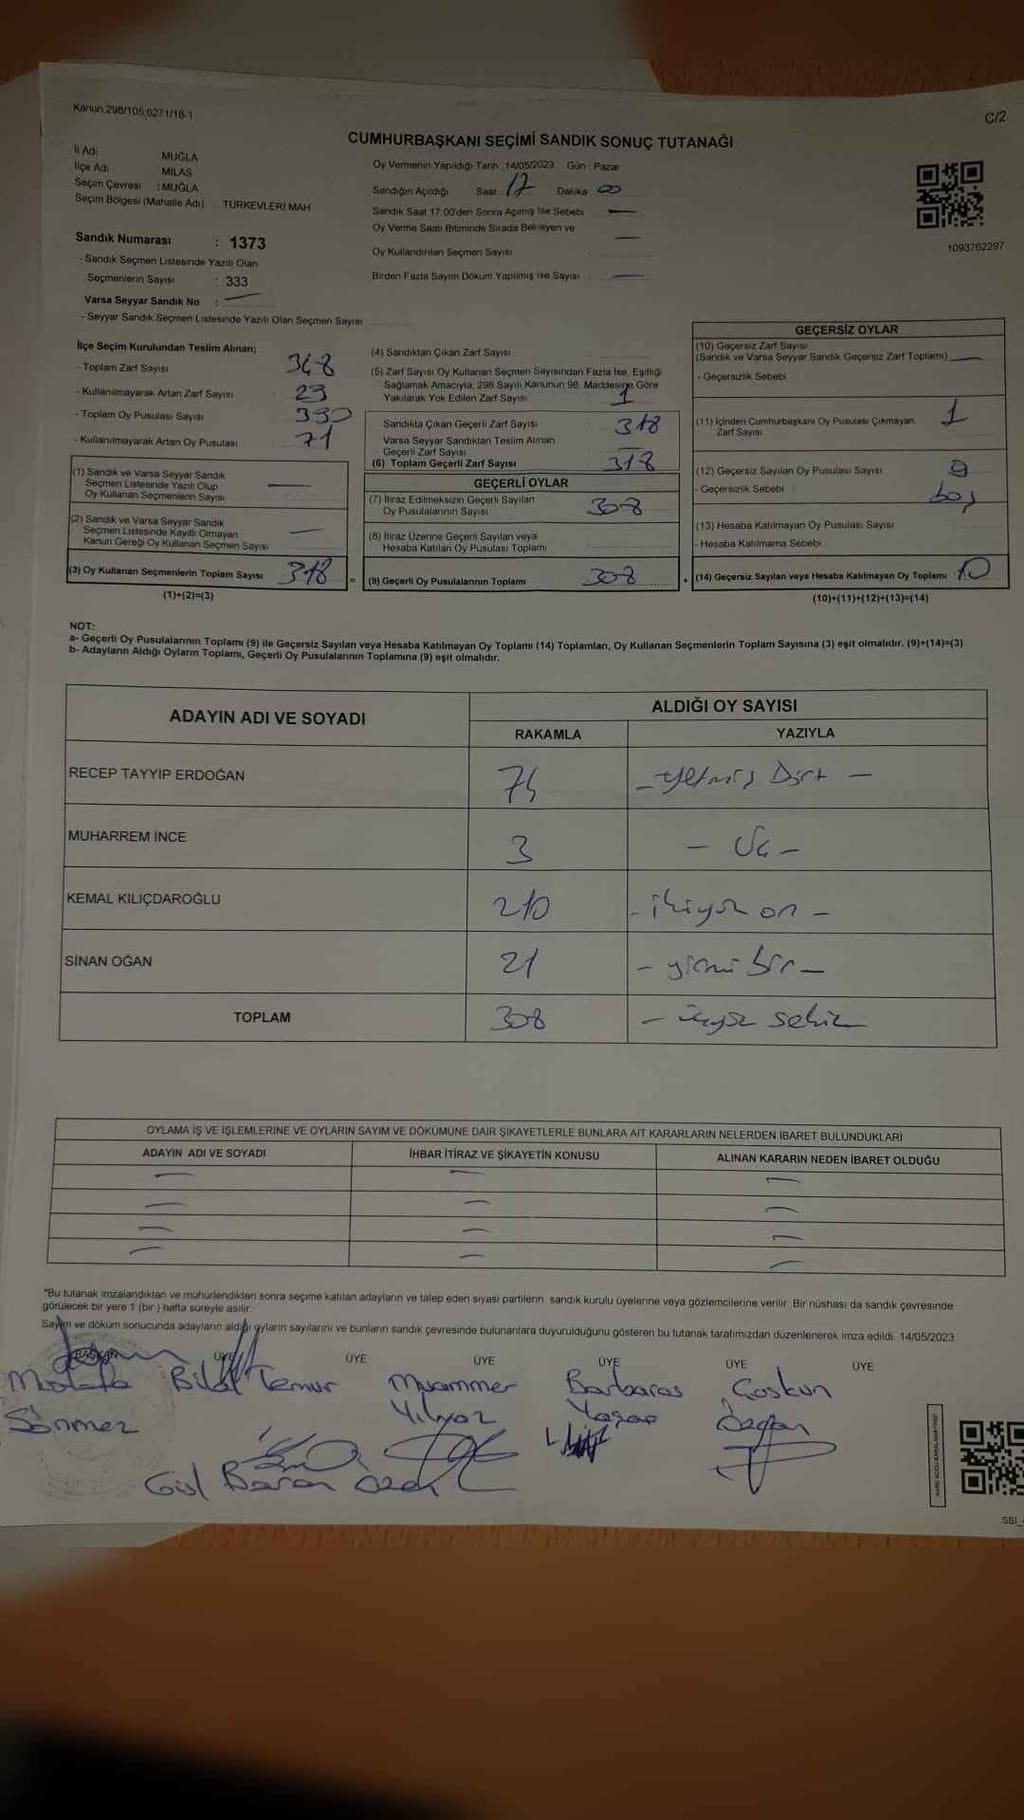 Kanun 298/105;6271/18-1
C/2
CUMHURBAŞKANI SEÇİMİ SANDIK SONUÇ TUTANAĞI
İl Adı MUĞLA
İlçe Adı MİLAS
Seçim Çevresi :MUĞLA
Seçim Bölgesi (Mahalle Adı) TÜRKEVLERİ MAH
Sandık Numarası : 1373
- Sandık Seçmen Listesinde Yazılı Olan
Seçmenlerin Sayısı : 333
Varsa Seyyar Sandık No :
- Seyyar Sandık Seçmen Listesinde Yazılı Olan Seçmen Sayısı
Oy Vermenin Yapıldığı Tarih 14/05/2023 Gün : Pazar
Sandığın Açıldığı Saat 17 Dakika 00
Sandık Saat 17:00'den Sonra Açımış İse Sebebi
Oy Verme Saati Bitiminde Sırada Bekleyen ve
Oy Kullandırılan Seçmen Sayısı
Birden Fazla Sayım Döküm Yapılmış ise Sayısı
1093762297
İlçe Seçim Kurulundan Teslim Alınan;
- Toplam Zarf Sayısı 348
- Kullanılmayarak Artan Zarf Sayısı 23
- Toplam Oy Pusulası Sayısı 390
- Kullanılmayarak Artan Oy Pusulası 71
(1) Sandık ve Varsa Seyyar Sandık
Seçmen Listesinde Yazılı Olup
Oy Kullanan Seçmenlerin Sayısı
(2) Sandık ve Varsa Seyyar Sandık
Seçmen Listesinde Kayıtlı Olmayan
Kanun Gereği Oy Kullanan Seçmen Sayısı
(3) Oy Kullanan Seçmenlerin Toplam Sayısı 318 =
(1)+(2)=(3)
(4) Sandıktan Çıkan Zarf Sayısı :
(5) Zarf Sayısı Oy Kullanan Seçmen Sayısından Fazla İse, Eşitliği
Sağlamak Amacıyla, 298 Sayılı Kanunun 98. Maddesine Göre
Yakılarak Yok Edilen Zarf Sayısı 1
Sandıkta Çıkan Geçerli Zarf Sayısı 318
Varsa Seyyar Sandıktan Teslim Alınan
Geçerli Zarf Sayısı
(6) Toplam Geçerli Zarf Sayısı 318
GEÇERLİ OYLAR
(7) İtiraz Edilmeksizin Geçerli Sayılan
Oy Pusulalarının Sayısı 308
(8) İtiraz Üzerine Geçerli Sayılan veya
Hesaba Katılan Oy Pusulası Toplamı
(9) Geçerli Oy Pusulalarının Toplamı 308 +
GEÇERSİZ OYLAR
(10) Geçersiz Zarf Sayısı
(Sandık ve Varsa Seyyar Sandık Geçersiz Zarf Toplamı)
- Geçersizlik Sebebi
(11) İçinden Cumhurbaşkanı Oy Pusulası Çıkmayan 1
Zarf Sayısı
(12) Geçersiz Sayılan Oy Pusulası Sayısı 9
- Geçersizlik Sebebi boş
(13) Hesaba Katılmayan Oy Pusulası Sayısı
- Hesaba Katılmama Sebebi
(14) Geçersiz Sayılan veya Hesaba Katılmayan Oy Toplamı 10
(10)+(11)+(12)+(13)=(14)
NOT:
a- Geçerli Oy Pusulalarının Toplamı (9) ile Geçersiz Sayılan veya Hesaba Katılmayan Oy Toplamı (14) Toplamları, Oy Kullanan Seçmenlerin Toplam Sayısına (3) eşit olmalıdır. (9)+(14)=(3)
b- Adayların Aldığı Oyların Toplamı, Geçerli Oy Pusulalarının Toplamına (9) eşit olmalıdır.
ADAYIN ADI VE SOYADI ALDIĞI OY SAYISI
RAKAMLA YAZIYLA
RECEP TAYYİP ERDOĞAN 74 - Yetmiş Dört -
MUHARREM İNCE 3 - Üç -
KEMAL KILIÇDAROĞLU 210 - ikiyüz on -
SİNAN OĞAN 21 - yirmi bir -
TOPLAM 308 - üçyüz sekiz
OYLAMA İŞ VE İŞLEMLERİNE VE OYLARIN SAYIM VE DÖKÜMÜNE DAİR ŞİKAYETLERLE BUNLARA AİT KARARLARIN NELERDEN İBARET BULUNDUKLARI
ADAYIN ADI VE SOYADI İHBAR İTİRAZ VE ŞİKAYETİN KONUSU ALINAN KARARIN NEDEN İBARET OLDUĞU
"Bu tutanak imzalandıktan ve mühürlendikten sonra seçime katılan adayların ve talep eden siyasi partilerin sandık kurulu üyelerine veya gözlemcilerine verilir. Bir nüshası da sandık çevresinde
görülecek bir yere 1 (bir) hafta süreyle asılır.
Sayım ve döküm sonucunda adayların aldığı oyların sayılarını ve bunların sandık çevresinde bulunanlara duyurulduğunu gösteren bu tutanak tarafımızdan düzenlenerek imza edildi. 14/05/2023
BAŞKAN ÜYE ÜYE ÜYE ÜYE ÜYE ÜYE
Mustafa Bilal Temur Muammer Barbaros Coşkun
Sönmez Yılmaz Yaşar Özgan
Gül Baran
SSI_